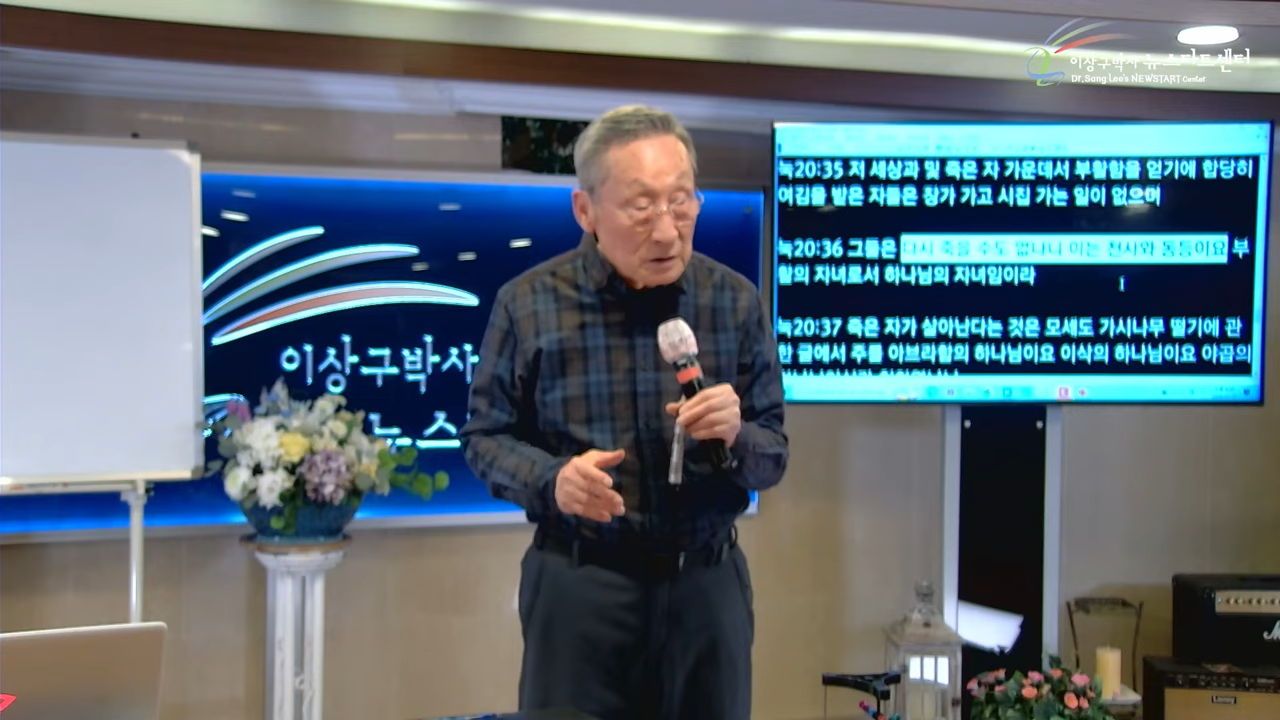 이상구박사 뉴스타트센터
Dr. Sang Lee's NEWSTART Center
눅20:35 저 세상과 및 죽은 자 가운데서 부활함을 얻기에 합당히
여김을 받은 자들은 장가 가고 시집 가는 일이 없으며
눅20:36 그들은 다시 죽을 수도 없나니 이는 천사와 동등이요 부
활의 자녀로서 하나님의 자녀임이라
눅20:37 죽은 자가 살아난다는 것은 모세도 가시나무 떨기에 관
한 글에서 주를 아브라함의 하나님이요 이삭의 하나님이요 야곱의
이상구박사
뉴스
Laney